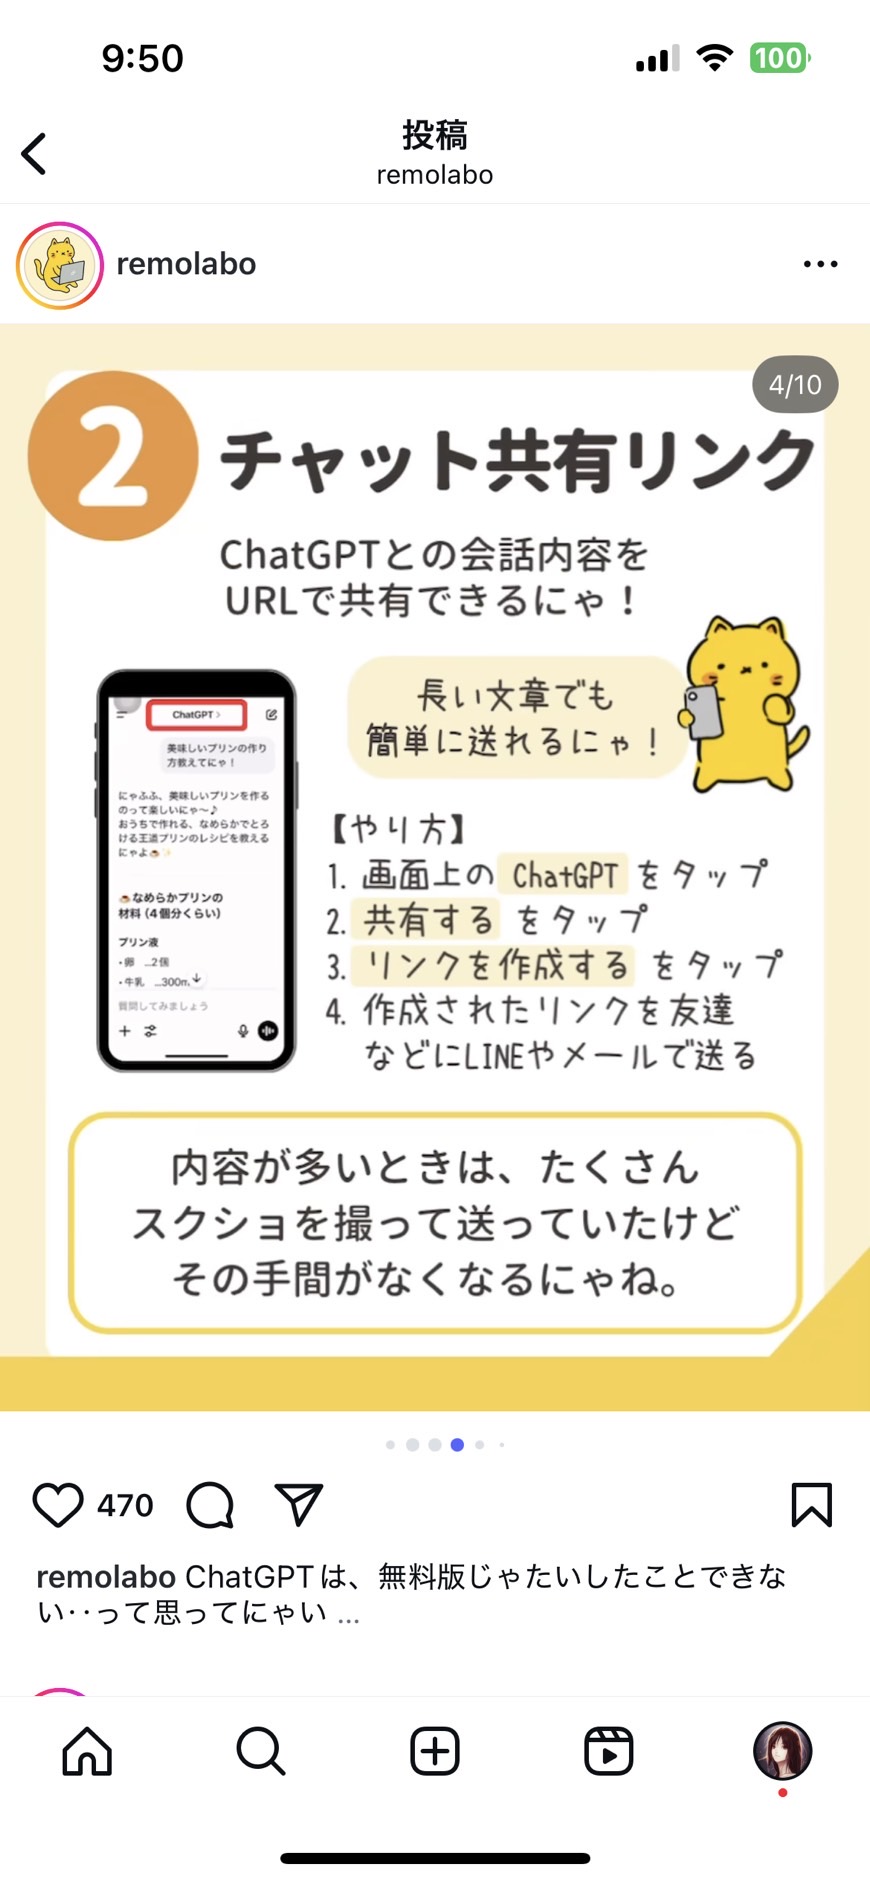 9:50
100
投稿
remolabo
remolabo
4/10
2
チャット共有リンク
ChatGPTとの会話内容を
URLで共有できるにゃ！
長い文章でも
簡単に送れるにゃ！
ChatGPT >
美味しいプリンの作り
方教えてにゃ！
にゃふふ、美味しいプリンを作る
のって楽しいにゃ〜♪
おうちで作れる、なめらかでとろ
ける王道プリンのレシピを教える
にゃよ🍮✨
🍮なめらかプリンの
材料 (4個分くらい)
プリン液
・卵 …2個
・牛乳 …300m
質問してみましょう
【やり方】
1. 画面上の ChatGPT をタップ
2. 共有する をタップ
3. リンクを作成する をタップ
4. 作成されたリンクを友達
などにLINEやメールで送る
内容が多いときは、たくさん
スクショを撮って送っていたけど
その手間がなくなるにゃね。
470
remolabo ChatGPTは、無料版じゃたいしたことできな
い‥って思ってにゃい ...